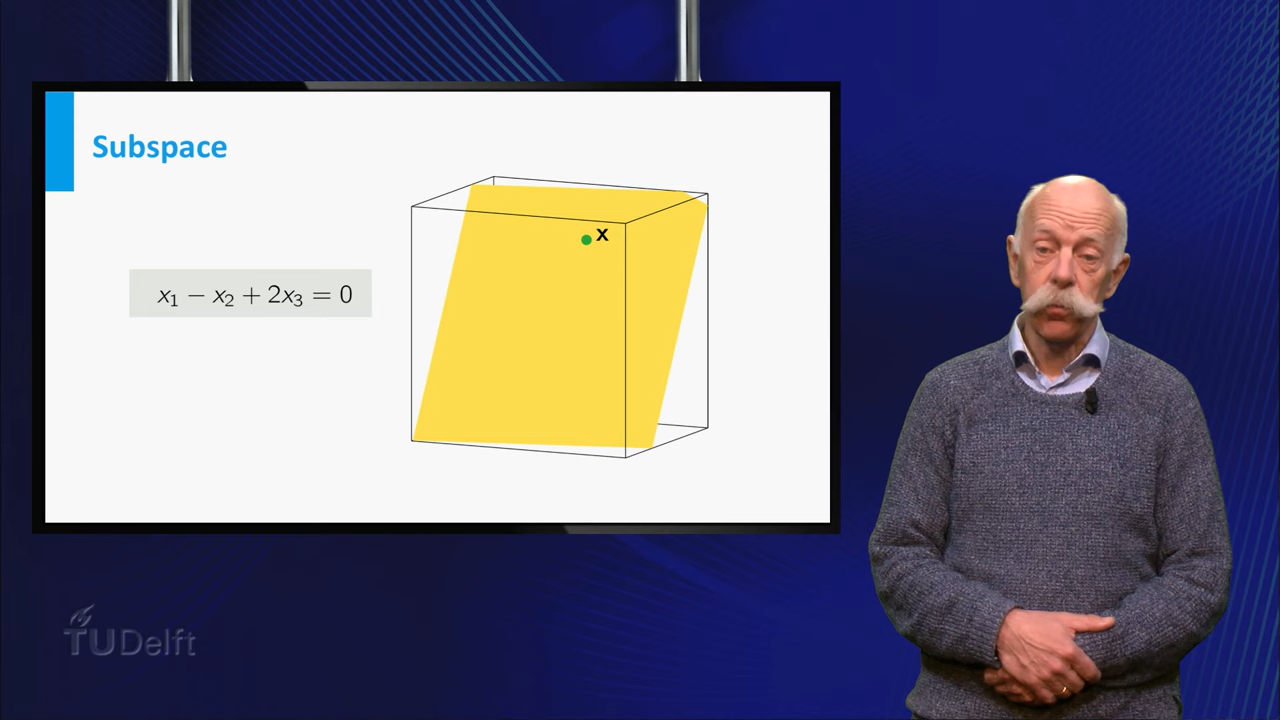 Subspace
x₁ − x₂ + 2x₃ = 0
x
TUDelft